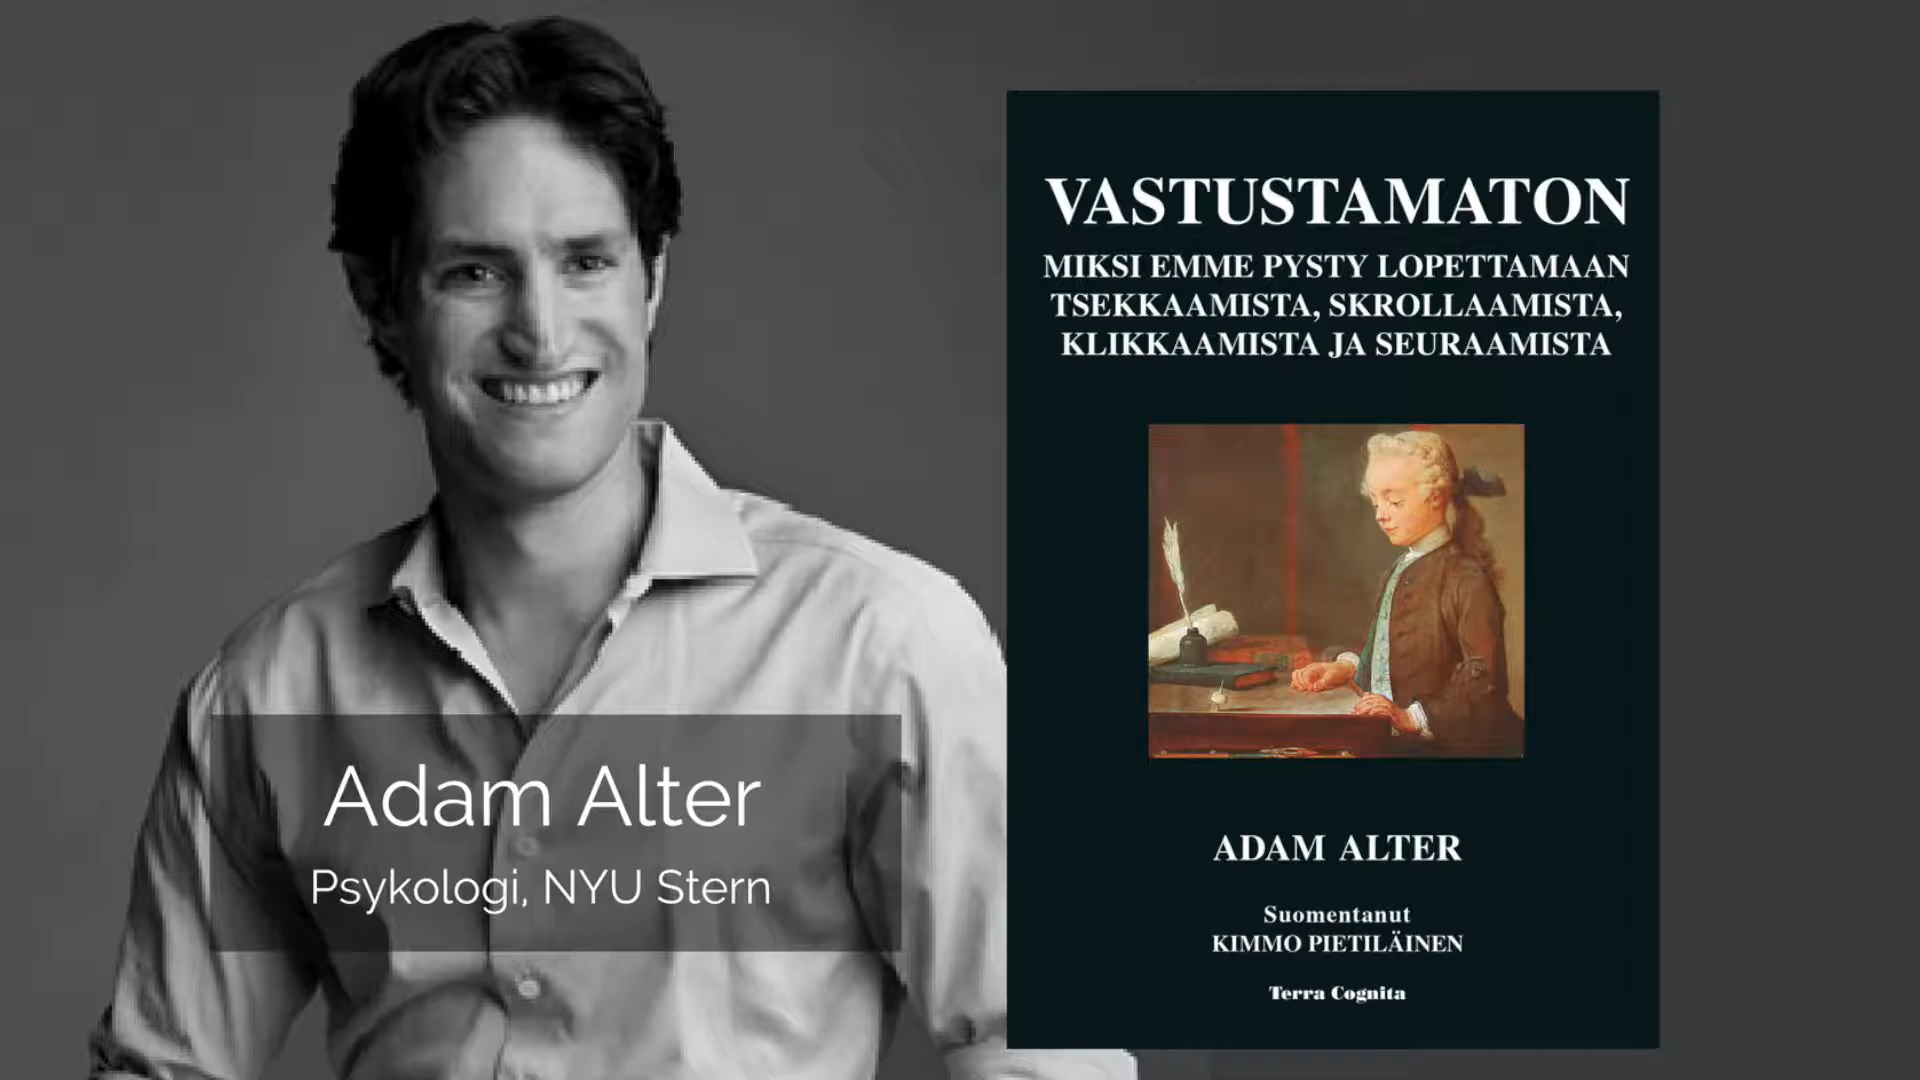 Adam Alter
Psykologi, NYU Stern
VASTUSTAMATON
MIKSI EMME PYSTY LOPETTAMAAN
TSEKKAAMISTA, SKROLLAAMISTA,
KLIKKAAMISTA JA SEURAAMISTA
ADAM ALTER
Suomentanut
KIMMO PIETILÄINEN
Terra Cognita